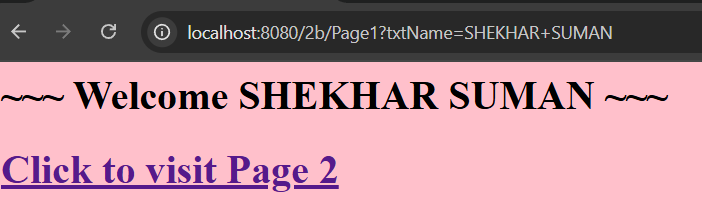 localhost:8080/2b/Page1?txtName=SHEKHAR+SUMAN
~~~ Welcome SHEKHAR SUMAN ~~~
Click to visit Page 2